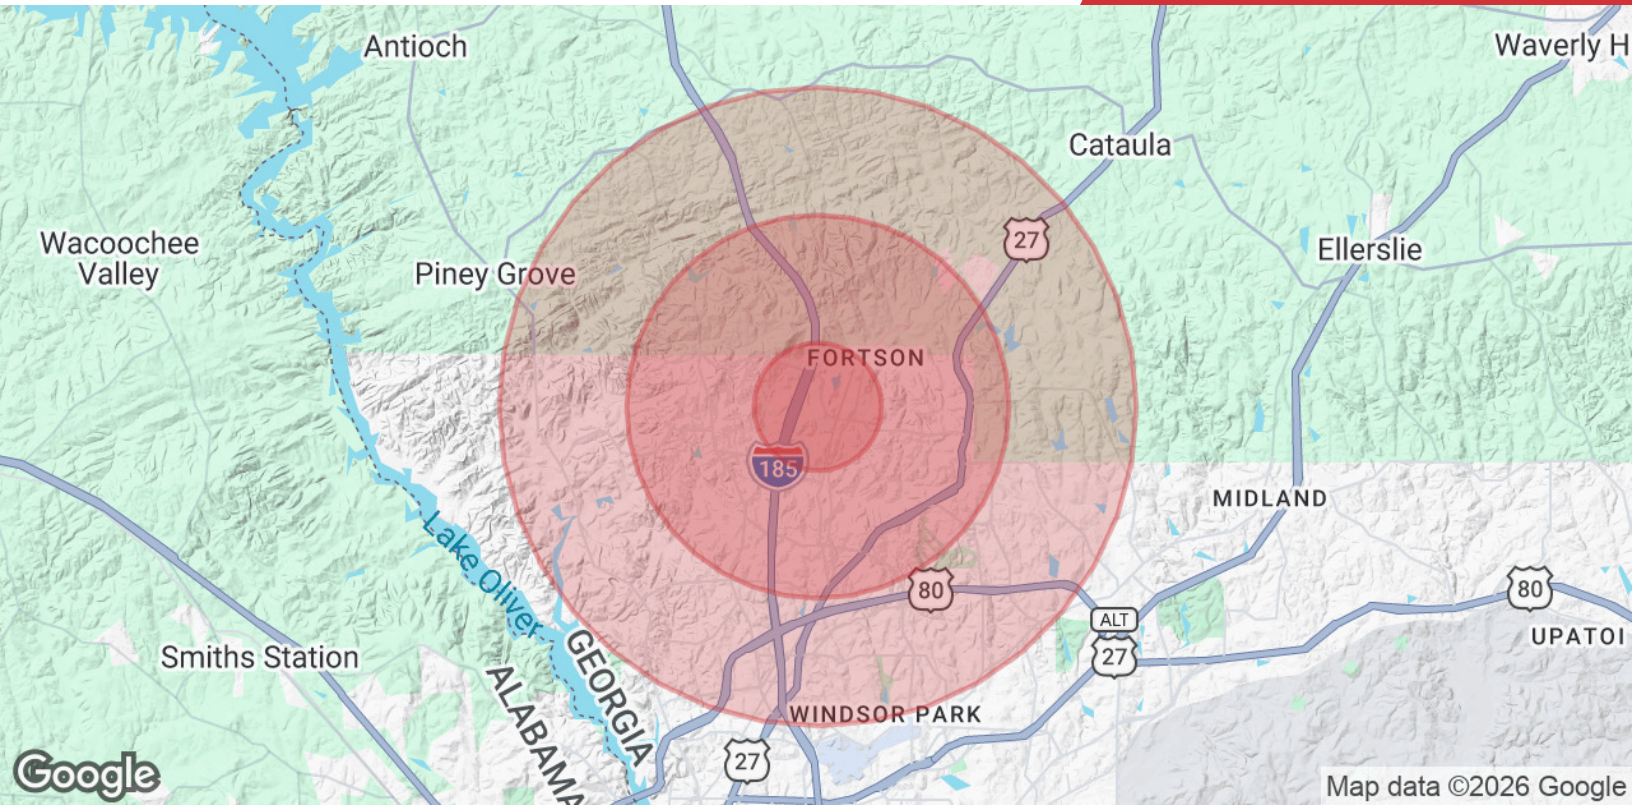 Antioch
Waverly H
Cataula
Wacoochee
Valley
27
Ellerslie
Piney Grove
FORTSON
185
MIDLAND
Lake Oliver
80
80
ALT
27
UPATOI
Smiths Station
GEORGIA
ALABAMA
WINDSOR PARK
27
Google
Map data ©2026 Google